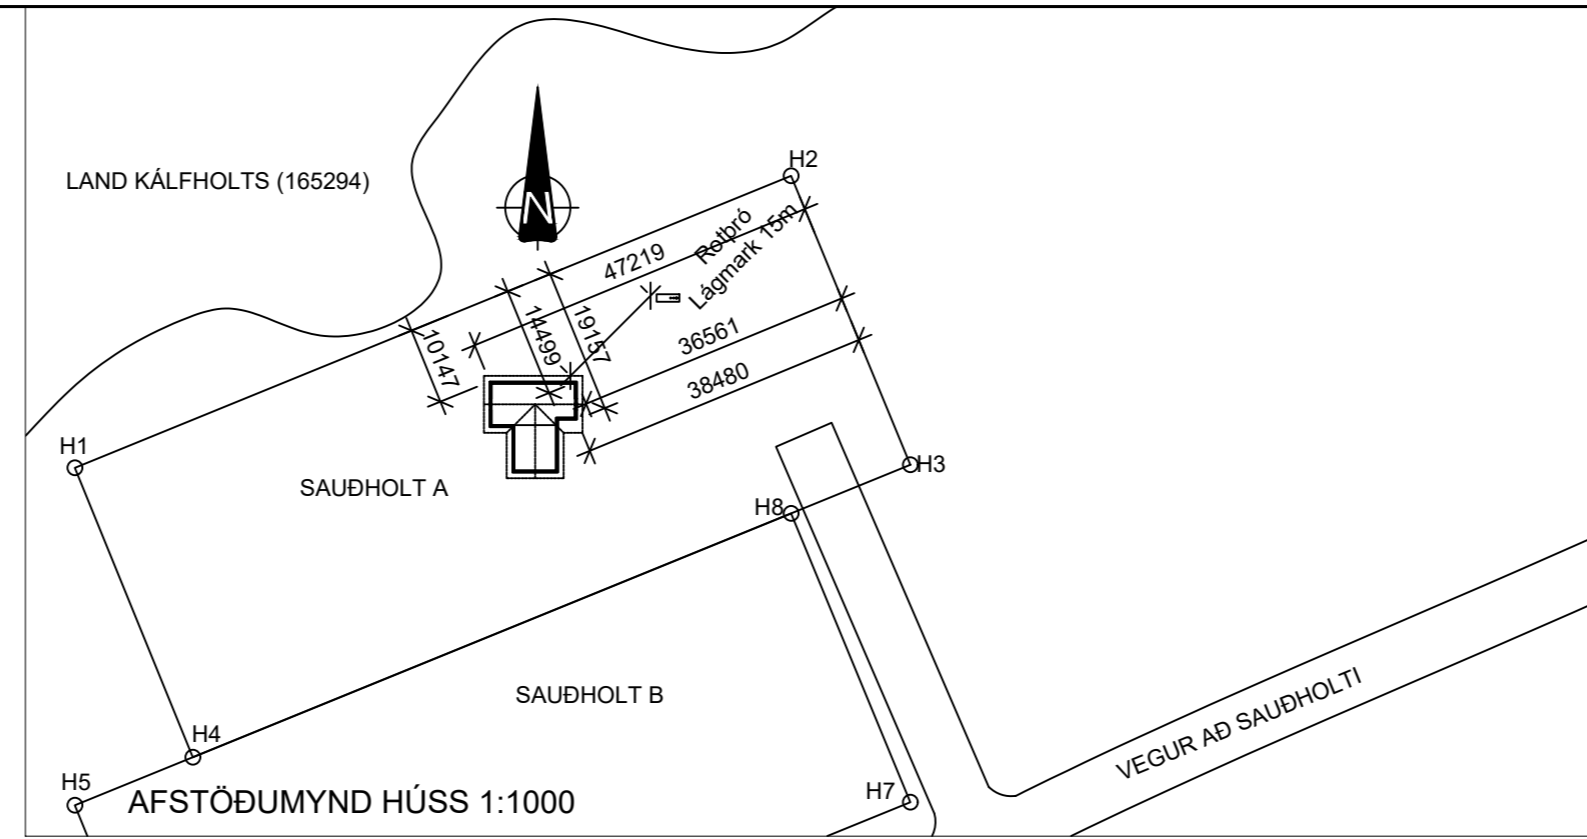 H2
LAND KÁLFHOLTS (165294)
N
Rotþró
Lágmark 15m
47219
10147
14499
19157
36561
38480
H1
H3
SAUÐHOLT A
H8
SAUÐHOLT B
VEGUR AÐ SAUÐHOLTI
H4
H5
H7
AFSTÖÐUMYND HÚSS 1:1000